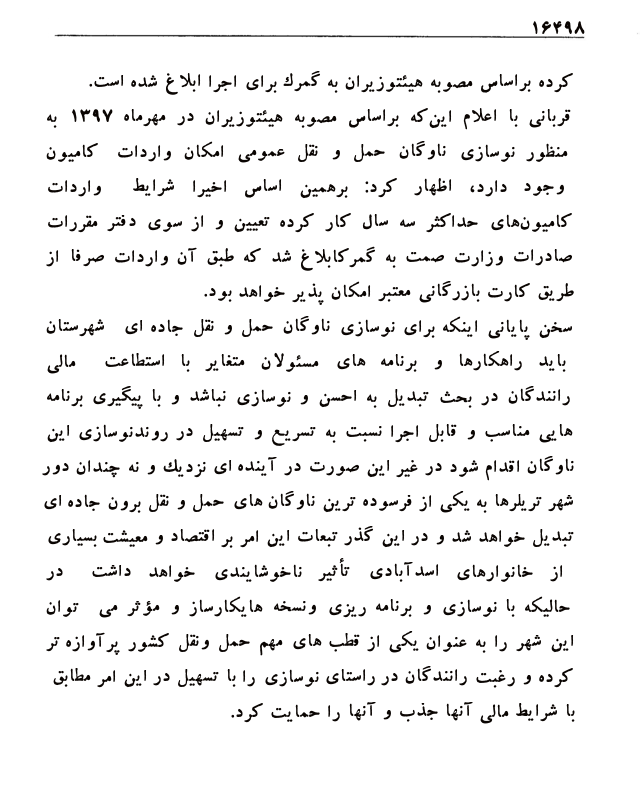 ۱۶۴۹۸
کرده براساس مصوبه هیئتوزیران به گمرك برای اجرا ابلاغ شده است.
قربانی با اعلام این‌که براساس مصوبه هیئتوزیران در مهرماه ۱۳۹۷ به
منظور نوسازی ناوگان حمل و نقل عمومی امکان واردات کامیون
وجود دارد، اظهار کرد: برهمین اساس اخیرا شرایط واردات
کامیون‌های حداکثر سه سال کار کرده تعیین و از سوی دفتر مقررات
صادرات وزارت صمت به گمرکابلاغ شد که طبق آن واردات صرفا از
طریق کارت بازرگانی معتبر امکان پذیر خواهد بود.
سخن پایانی اینکه برای نوسازی ناوگان حمل و نقل جاده ای شهرستان
باید راهکارها و برنامه های مسئولان متغایر با استطاعت مالی
رانندگان در بحث تبدیل به احسن و نوسازی نباشد و با پیگیری برنامه
هایی مناسب و قابل اجرا نسبت به تسریع و تسهیل در روندنوسازی این
ناوگان اقدام شود در غیر این صورت در آینده ای نزدیك و نه چندان دور
شهر تریلرها به یکی از فرسوده ترین ناوگان های حمل و نقل برون جاده ای
تبدیل خواهد شد و در این گذر تبعات این امر بر اقتصاد و معیشت بسیاری
از خانوارهای اسدآبادی تأثیر ناخوشایندی خواهد داشت در
حالیکه با نوسازی و برنامه ریزی ونسخه هایکارساز و مؤثر می توان
این شهر را به عنوان یکی از قطب های مهم حمل ونقل کشور پرآوازه تر
کرده و رغبت رانندگان در راستای نوسازی را با تسهیل در این امر مطابق
با شرایط مالی آنها جذب و آنها را حمایت کرد.